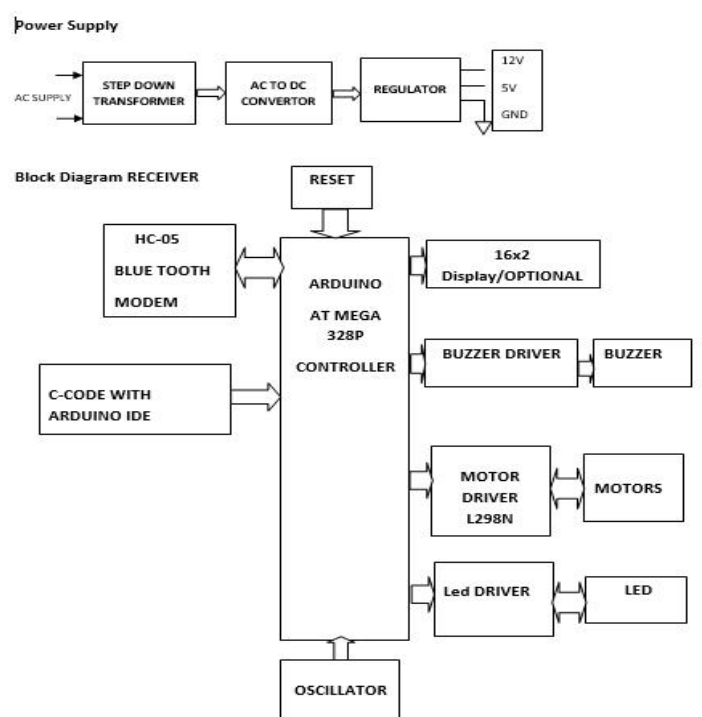 Power Supply
AC SUPPLY
STEP DOWN
TRANSFORMER
AC TO DC
CONVERTOR
REGULATOR
12V
5V
GND
Block Diagram RECEIVER
RESET
HC-05
BLUE TOOTH
MODEM
ARDUINO
AT MEGA
328P
CONTROLLER
16x2
Display/OPTIONAL
BUZZER DRIVER
BUZZER
C-CODE WITH
ARDUINO IDE
MOTOR
DRIVER
L298N
MOTORS
Led DRIVER
LED
OSCILLATOR